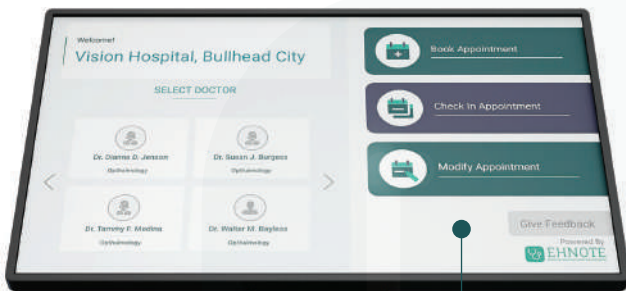 Welcome!
Vision Hospital, Bullhead City
SELECT DOCTOR
Dr. Dianne D. Jenson
Opthalmology
Dr. Susan J. Burgess
Opthalmology
Dr. Tammy F. Medina
Opthalmology
Dr. Walter M. Bayless
Opthalmology
Book Appointment
Check In Appointment
Modify Appointment
Give Feedback
Powered By
EHNOTE